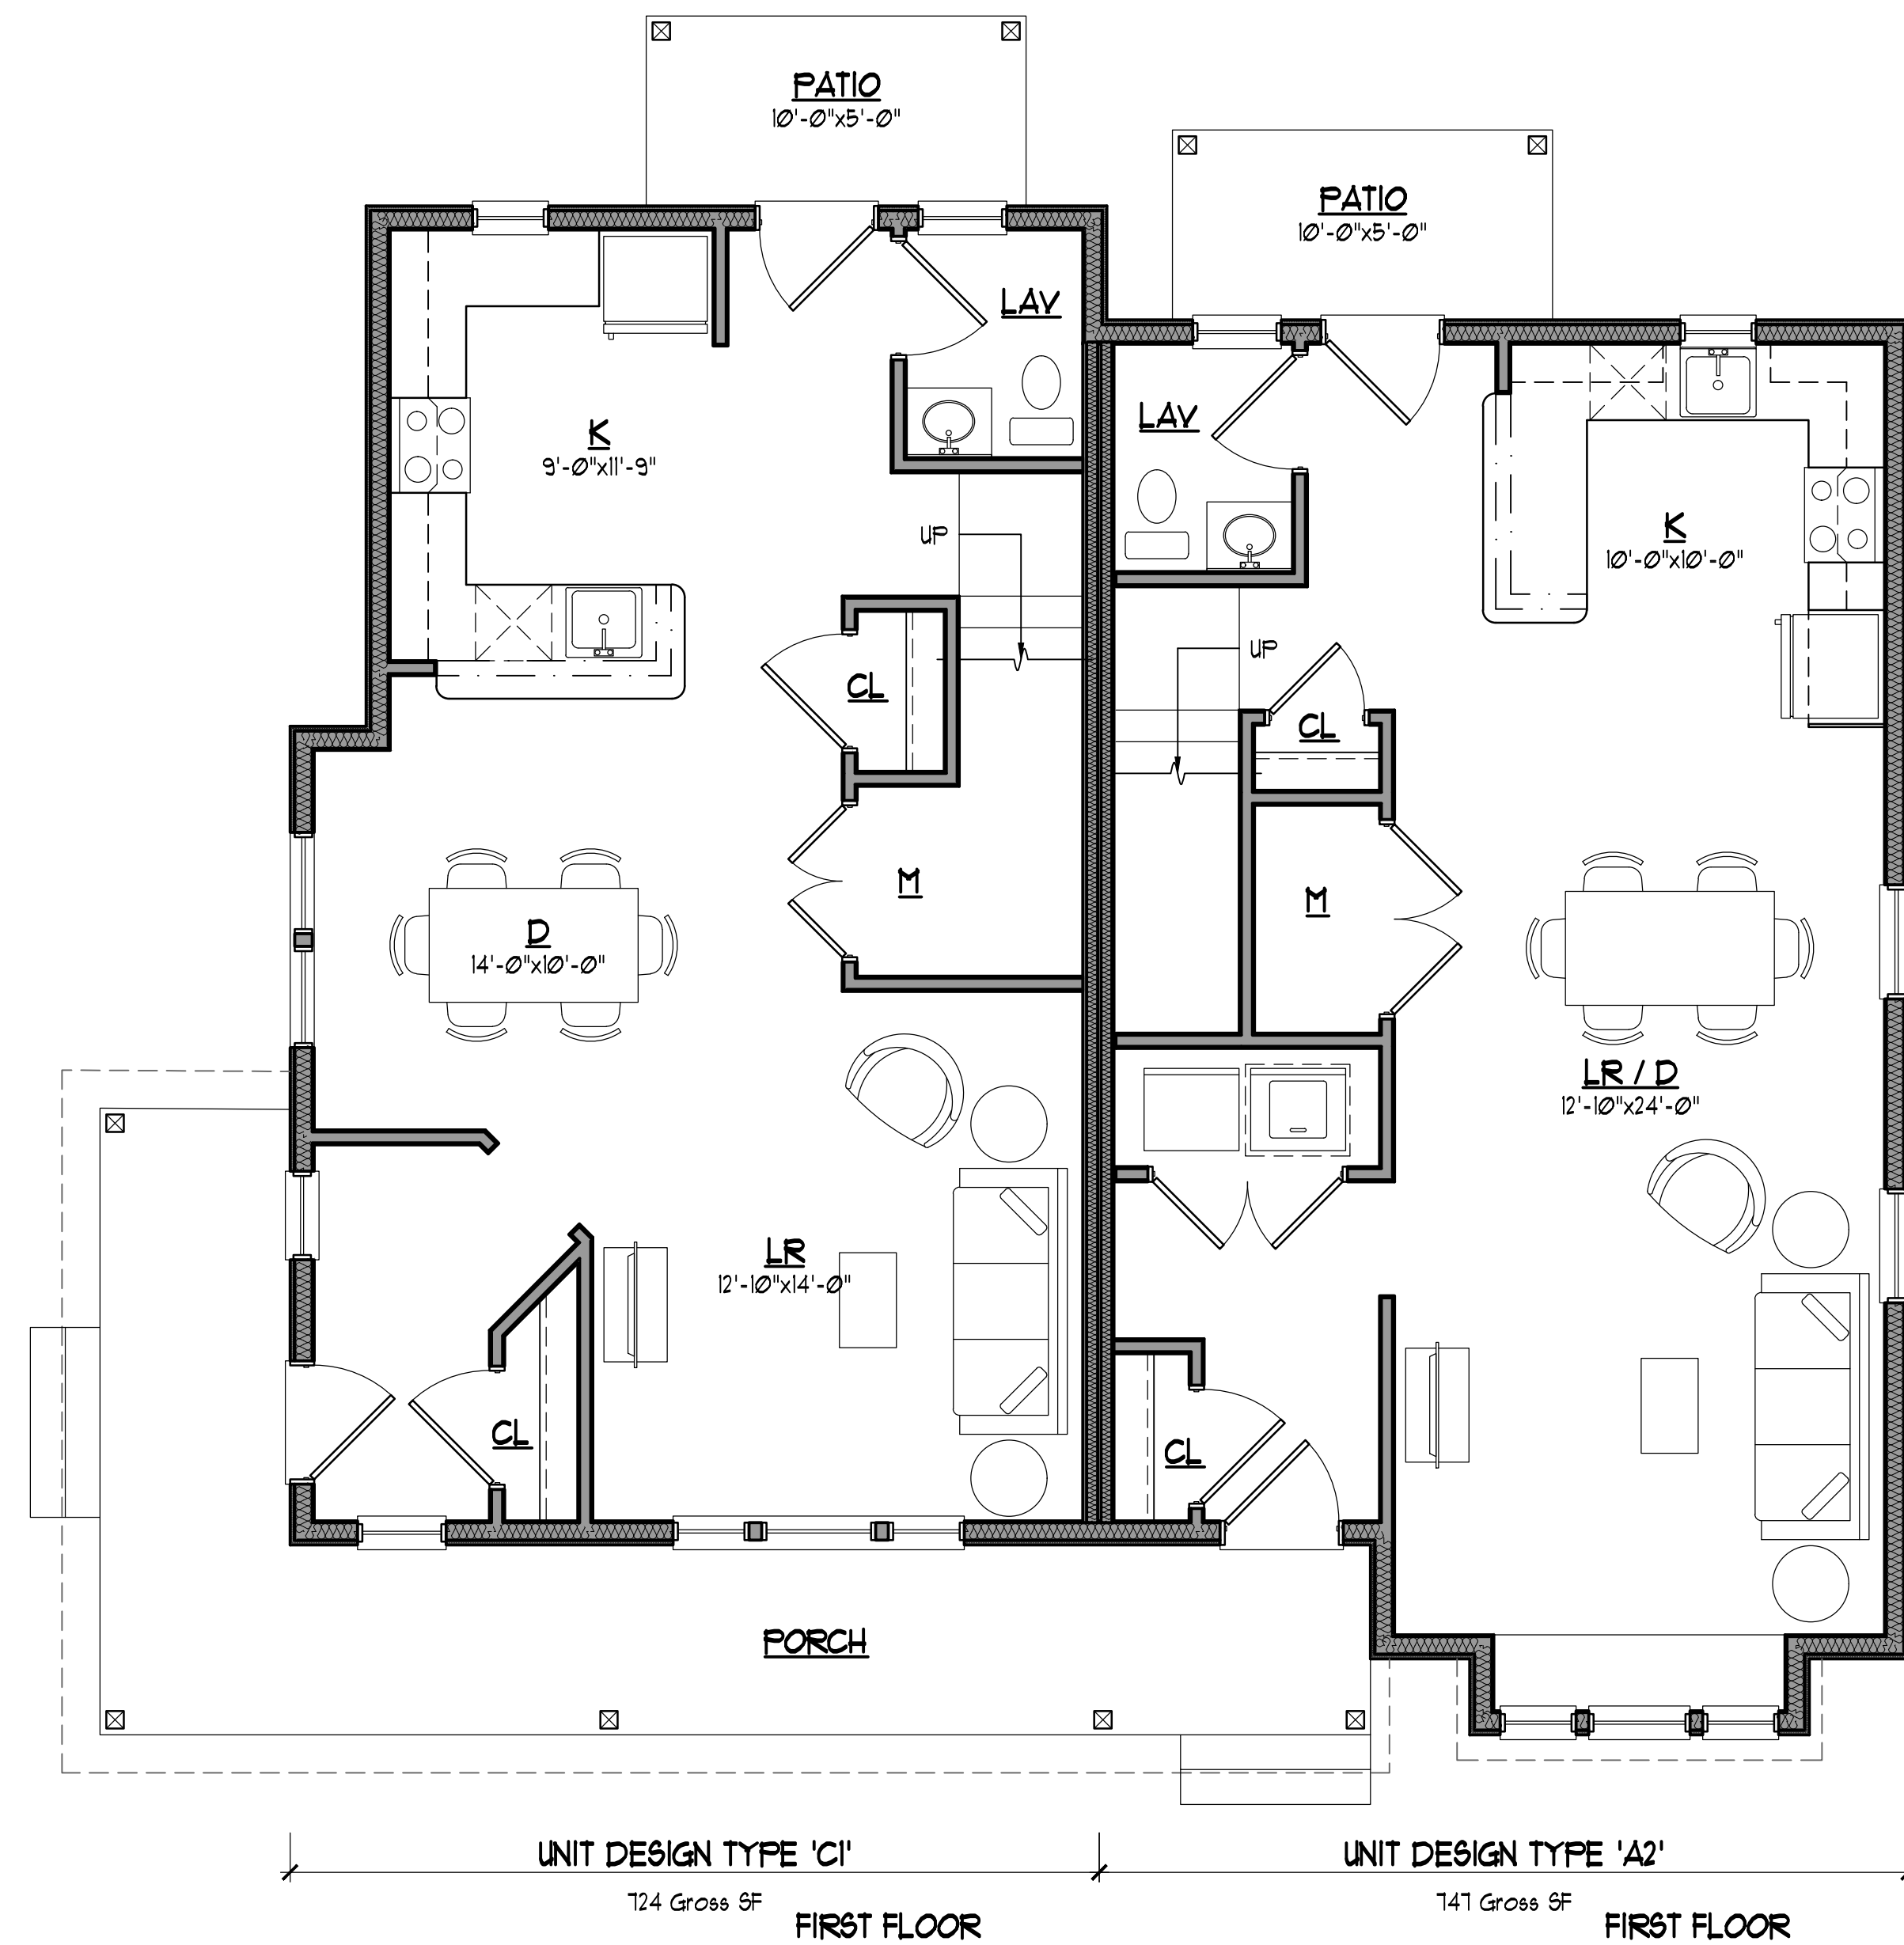 PATIO
10'-0"x5'-0"
PATIO
10'-0"x5'-0"
LAV
K
9'-0"x11'-9"
UP
CL
M
D
14'-0"x10'-0"
LR
12'-10"x14'-0"
CL
LAV
K
10'-0"x10'-0"
UP
CL
M
LR / D
12'-10"x24'-0"
CL
PORCH
UNIT DESIGN TYPE 'C1'
724 Gross SF
FIRST FLOOR
UNIT DESIGN TYPE 'A2'
747 Gross SF
FIRST FLOOR